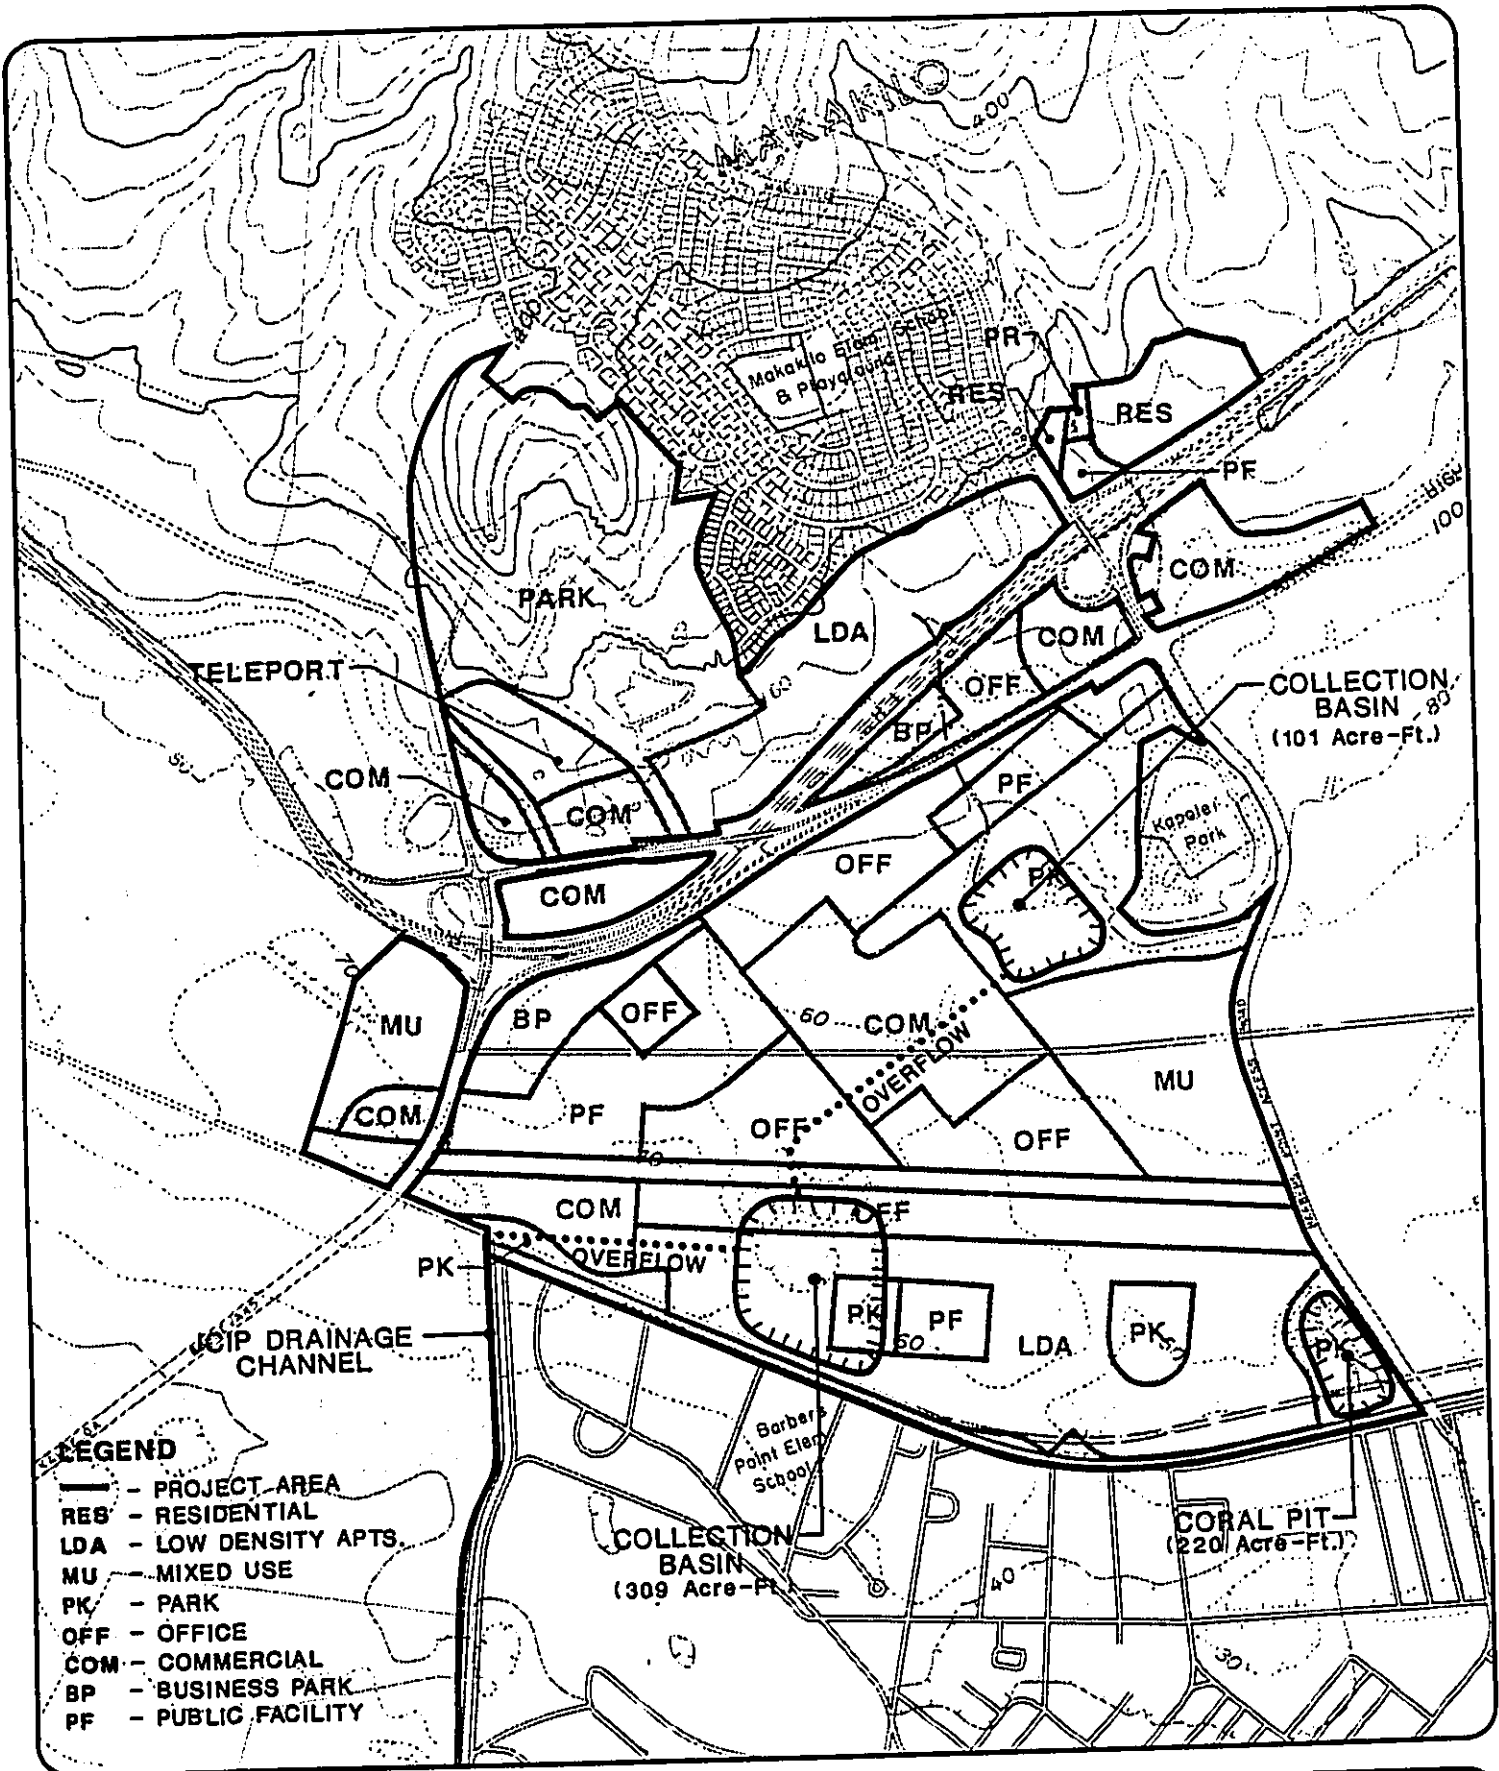 MAKAKILO
400
200
Makakilo Elem School
& Playground
PR
RES
RES
PF
100
COM
PARK
LDA
COM
TELEPORT
OFF
COLLECTION
BASIN
(101 Acre-Ft.)
80
BP
COM
PF
COM
Kapolei
Park
OFF
PK
COM
70
MU
BP
OFF
60
COM
OVERFLOW
MU
COM
PF
OFF
OFF
70
COM
OFF
PK
OVERFLOW
PK
PF
LDA
PK
PK
60
50
JCIP DRAINAGE
CHANNEL
Barbers
Point Elem
School
COLLECTION
BASIN
(309 Acre-Ft.)
CORAL PIT
(220 Acre-Ft.)
40
30
LEGEND
- PROJECT AREA
RES - RESIDENTIAL
LDA - LOW DENSITY APTS.
MU - MIXED USE
PK - PARK
OFF - OFFICE
COM - COMMERCIAL
BP - BUSINESS PARK
PF - PUBLIC FACILITY